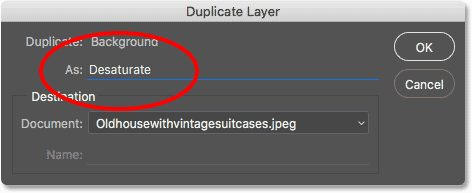 Duplicate Layer
Duplicate: Background
OK
As: Desaturate
Cancel
Destination
Document: Oldhousewithvintagesuitcases.jpeg
Name: